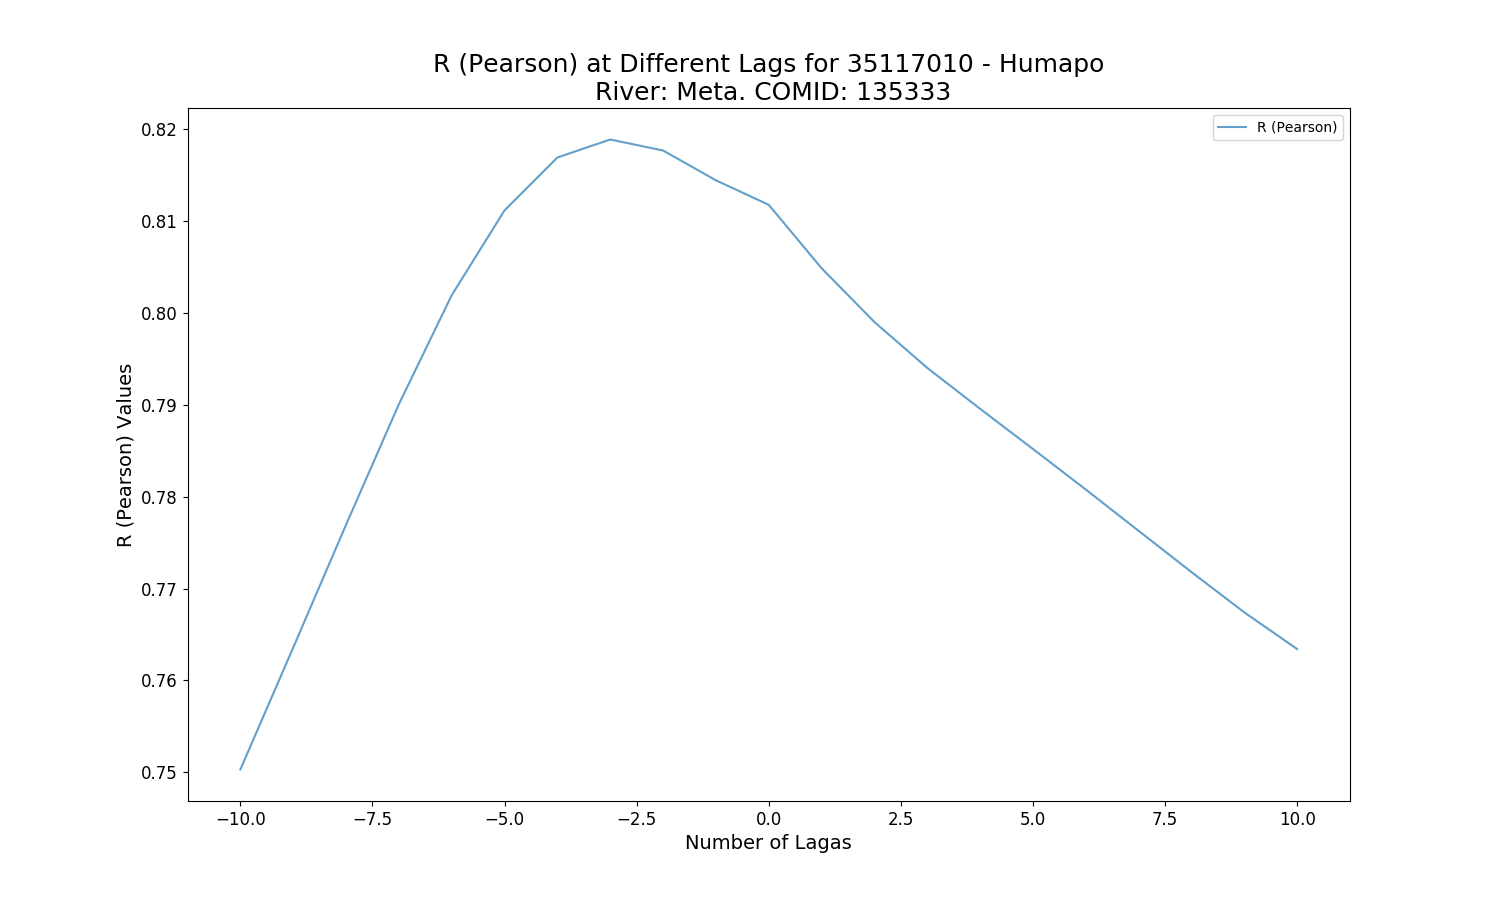 R (Pearson) at Different Lags for 35117010 - Humapo
River: Meta. COMID: 135333
R (Pearson)
R (Pearson) Values
0.82
0.81
0.80
0.79
0.78
0.77
0.76
0.75
−10.0 −7.5 −5.0 −2.5 0.0 2.5 5.0 7.5 10.0
Number of Lagas